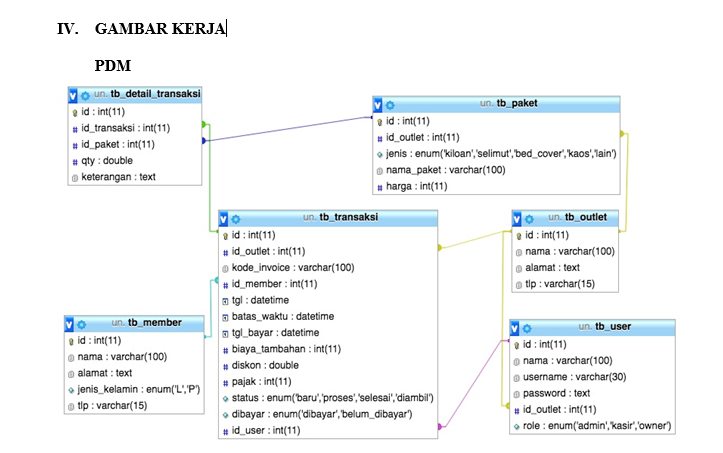 IV. GAMBAR KERJA
PDM
un. tb_detail_transaksi
id : int(11)
id_transaksi : int(11)
id_paket : int(11)
qty : double
keterangan : text
un. tb_paket
id : int(11)
id_outlet : int(11)
jenis : enum('kiloan','selimut','bed_cover','kaos','lain')
nama_paket : varchar(100)
harga : int(11)
un. tb_transaksi
id : int(11)
id_outlet : int(11)
kode_invoice : varchar(100)
id_member : int(11)
tgl : datetime
batas_waktu : datetime
tgl_bayar : datetime
biaya_tambahan : int(11)
diskon : double
pajak : int(11)
status : enum('baru','proses','selesai','diambil')
dibayar : enum('dibayar','belum_dibayar')
id_user : int(11)
un. tb_outlet
id : int(11)
nama : varchar(100)
alamat : text
tlp : varchar(15)
un. tb_member
id : int(11)
nama : varchar(100)
alamat : text
jenis_kelamin : enum('L','P')
tlp : varchar(15)
un. tb_user
id : int(11)
nama : varchar(100)
username : varchar(30)
password : text
id_outlet : int(11)
role : enum('admin','kasir','owner')